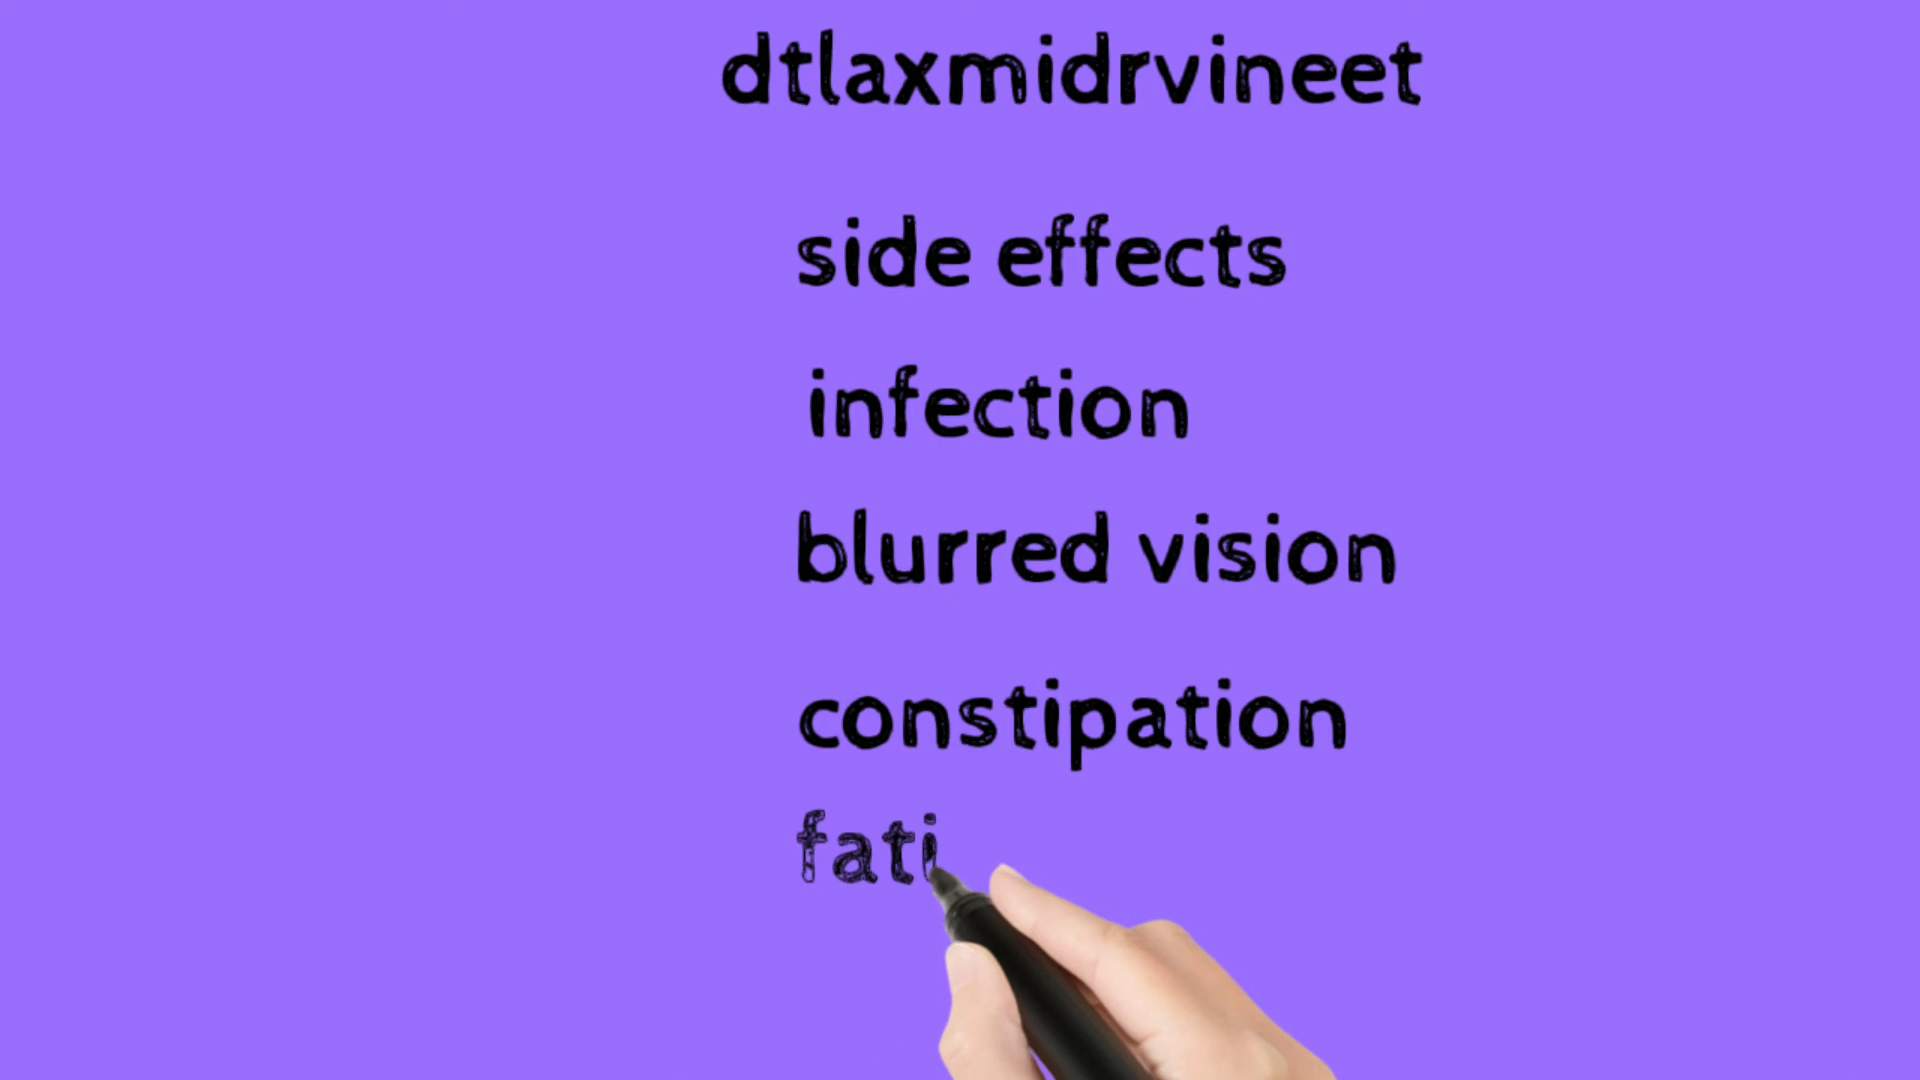 dtlaxmidrvineet
side effects
infection
blurred vision
constipation
fati